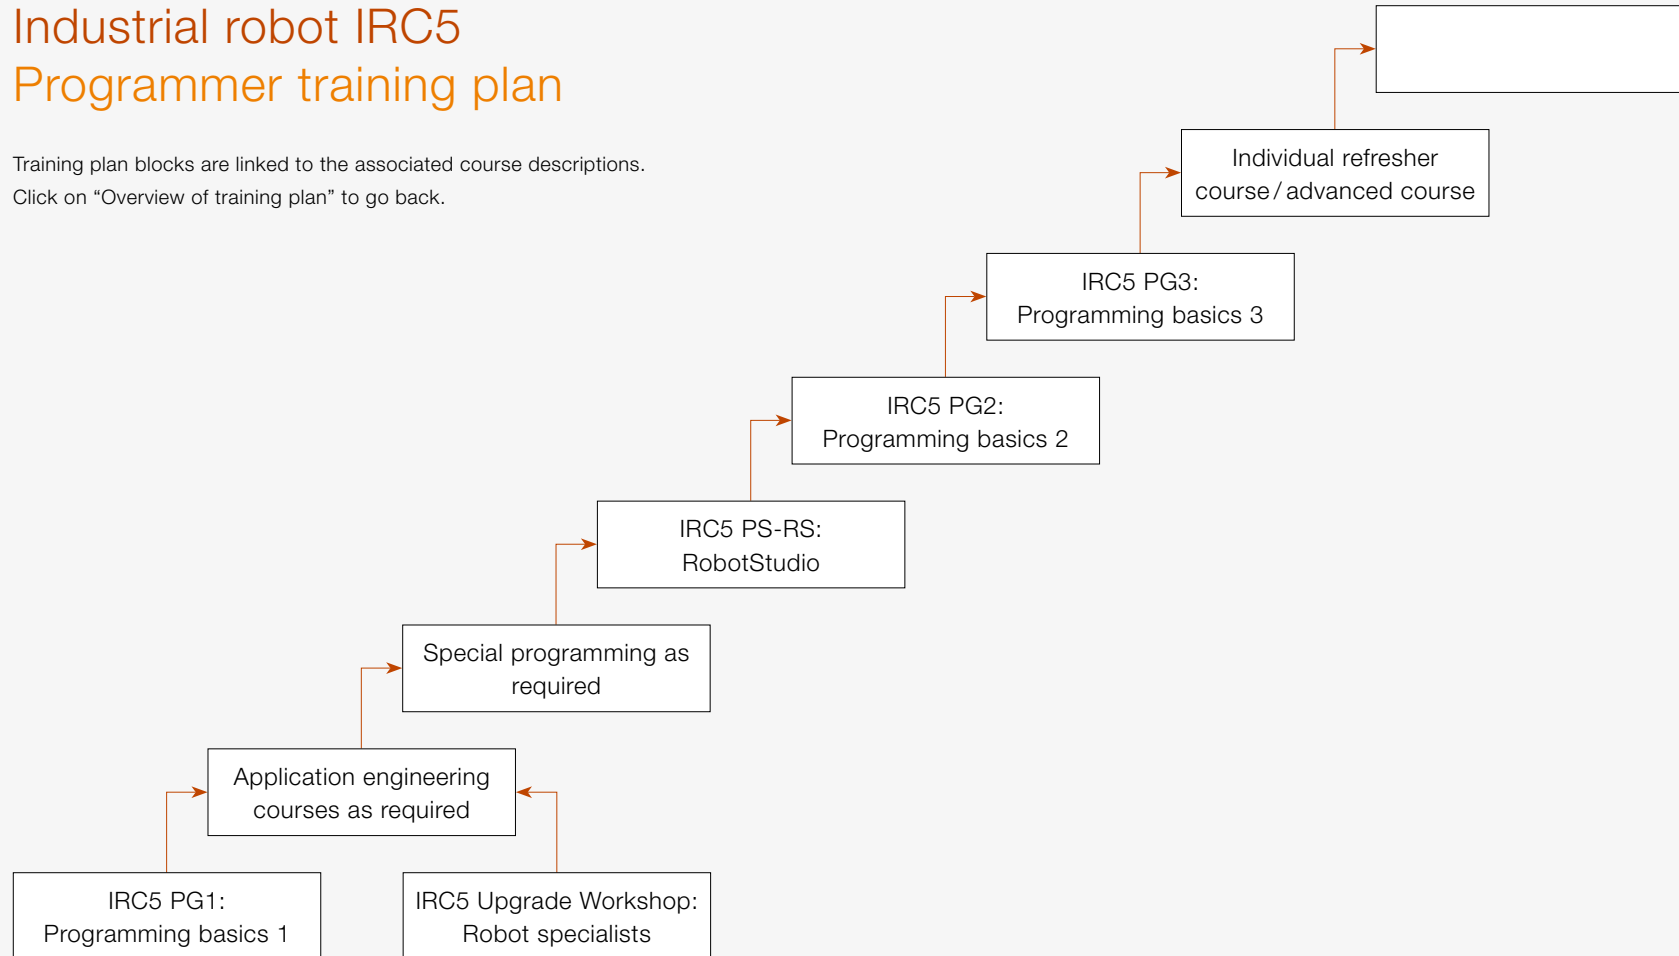 Industrial robot IRC5
Programmer training plan
Training plan blocks are linked to the associated course descriptions.
Click on “Overview of training plan” to go back.
Individual refresher
course / advanced course
IRC5 PG3:
Programming basics 3
IRC5 PG2:
Programming basics 2
IRC5 PS-RS:
RobotStudio
Special programming as
required
Application engineering
courses as required
IRC5 PG1:
Programming basics 1
IRC5 Upgrade Workshop:
Robot specialists